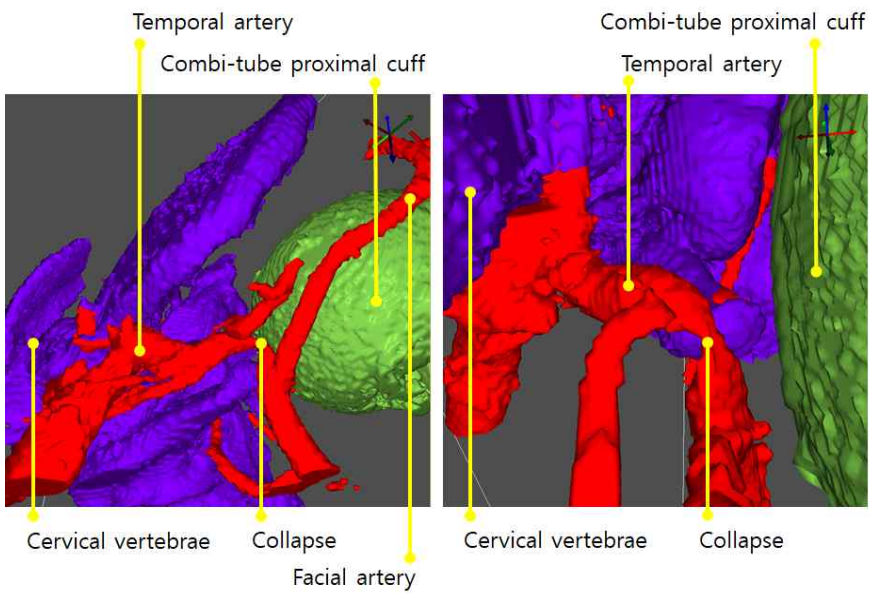 Temporal artery
Combi-tube proximal cuff
Cervical vertebrae
Collapse
Facial artery
Combi-tube proximal cuff
Temporal artery
Cervical vertebrae
Collapse